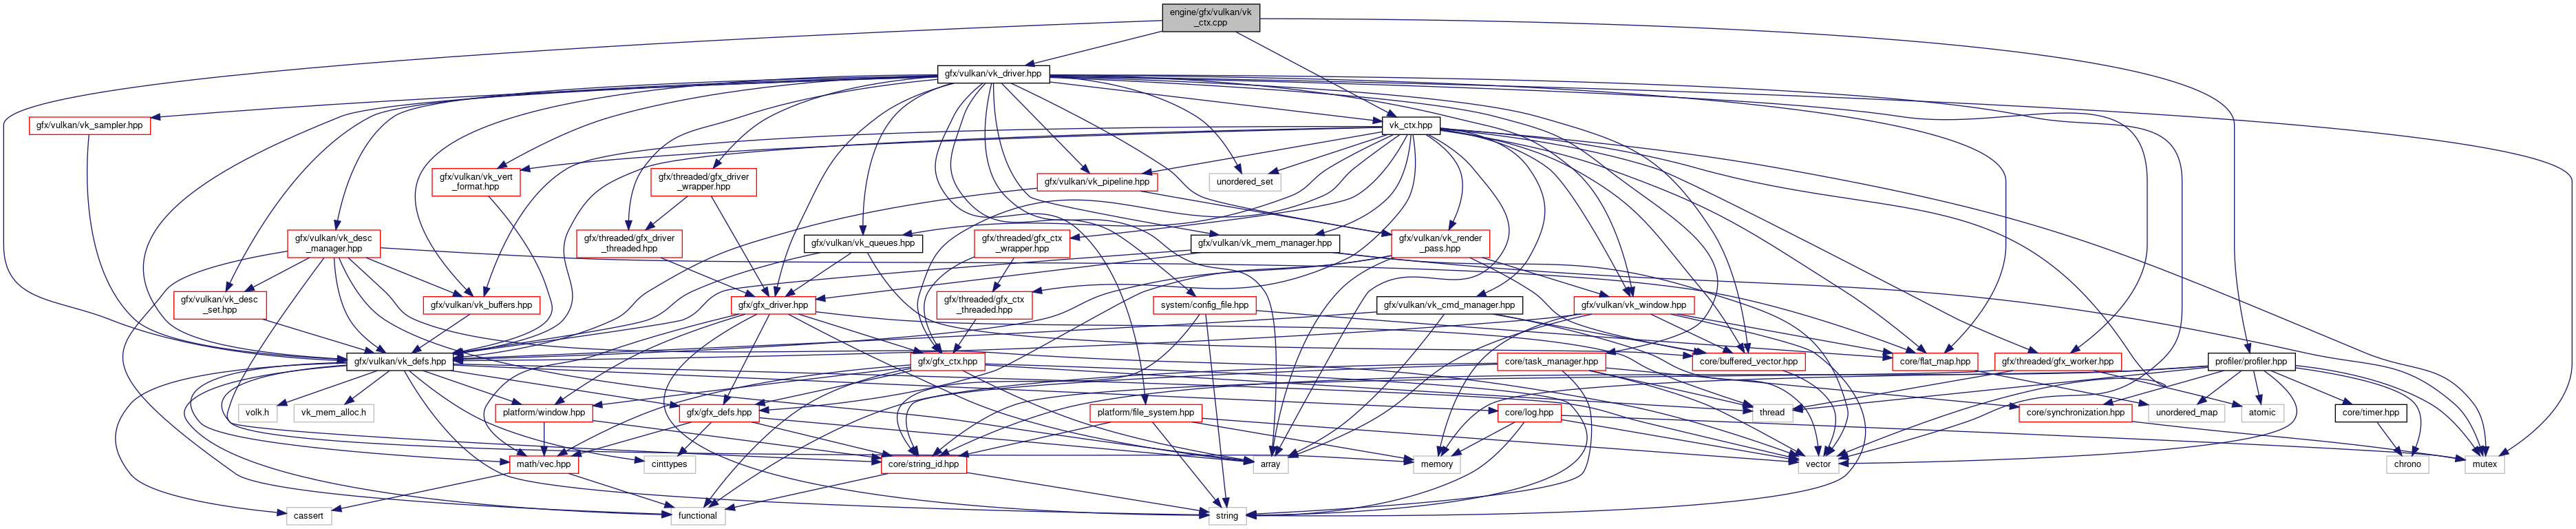 engine/gfx/vulkan/vk
_ctx.cpp
gfx/vulkan/vk_driver.hpp
gfx/vulkan/vk_sampler.hpp
vk_ctx.hpp
gfx/vulkan/vk_vert
_format.hpp
gfx/threaded/gfx_driver
_wrapper.hpp
gfx/vulkan/vk_pipeline.hpp
unordered_set
gfx/vulkan/vk_desc
_manager.hpp
gfx/threaded/gfx_driver
_threaded.hpp
gfx/vulkan/vk_queues.hpp
gfx/threaded/gfx_ctx
_wrapper.hpp
gfx/vulkan/vk_mem_manager.hpp
gfx/vulkan/vk_render
_pass.hpp
gfx/vulkan/vk_desc
_set.hpp
gfx/vulkan/vk_buffers.hpp
gfx/gfx_driver.hpp
gfx/threaded/gfx_ctx
_threaded.hpp
system/config_file.hpp
gfx/vulkan/vk_cmd_manager.hpp
gfx/vulkan/vk_window.hpp
gfx/vulkan/vk_defs.hpp
gfx/gfx_ctx.hpp
core/task_manager.hpp
core/buffered_vector.hpp
core/flat_map.hpp
gfx/threaded/gfx_worker.hpp
profiler/profiler.hpp
volk.h
vk_mem_alloc.h
platform/window.hpp
gfx/gfx_defs.hpp
platform/file_system.hpp
core/log.hpp
thread
core/synchronization.hpp
unordered_map
atomic
core/timer.hpp
math/vec.hpp
cinttypes
core/string_id.hpp
array
memory
vector
chrono
mutex
cassert
functional
string